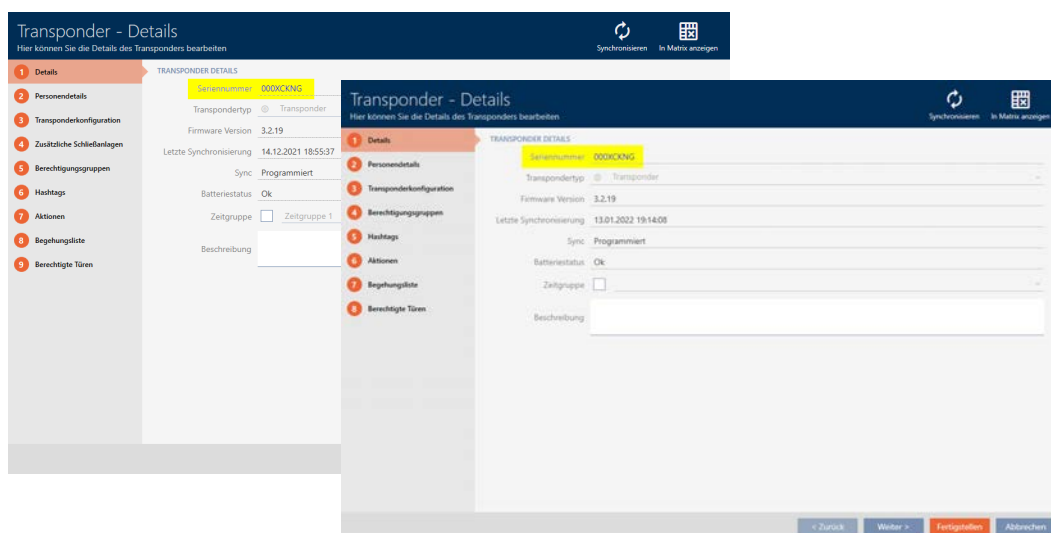 Transponder - Details
Hier können Sie die Details des Transponders bearbeiten
Synchronisieren
In Matrix anzeigen
1 Details
2 Personendetails
3 Transponderkonfiguration
4 Zusätzliche Schließanlagen
5 Berechtigungsgruppen
6 Hashtags
7 Aktionen
8 Begehungsliste
9 Berechtigte Türen
TRANSPONDER DETAILS
Seriennummer 000XCKNG
Transpondertyp Transponder
Firmware Version 3.2.19
Letzte Synchronisierung 14.12.2021 18:55:37
Sync Programmiert
Batteriestatus Ok
Zeitgruppe Zeitgruppe 1
Beschreibung
Transponder - Details
Hier können Sie die Details des Transponders bearbeiten
Synchronisieren
In Matrix anzeigen
1 Details
2 Personendetails
3 Transponderkonfiguration
4 Berechtigungsgruppen
5 Hashtags
6 Aktionen
7 Begehungsliste
8 Berechtigte Türen
TRANSPONDER DETAILS
Seriennummer 000XCKNG
Transpondertyp Transponder
Firmware Version 3.2.19
Letzte Synchronisierung 13.01.2022 19:14:08
Sync Programmiert
Batteriestatus Ok
Zeitgruppe
Beschreibung
< Zurück
Weiter >
Fertigstellen
Abbrechen